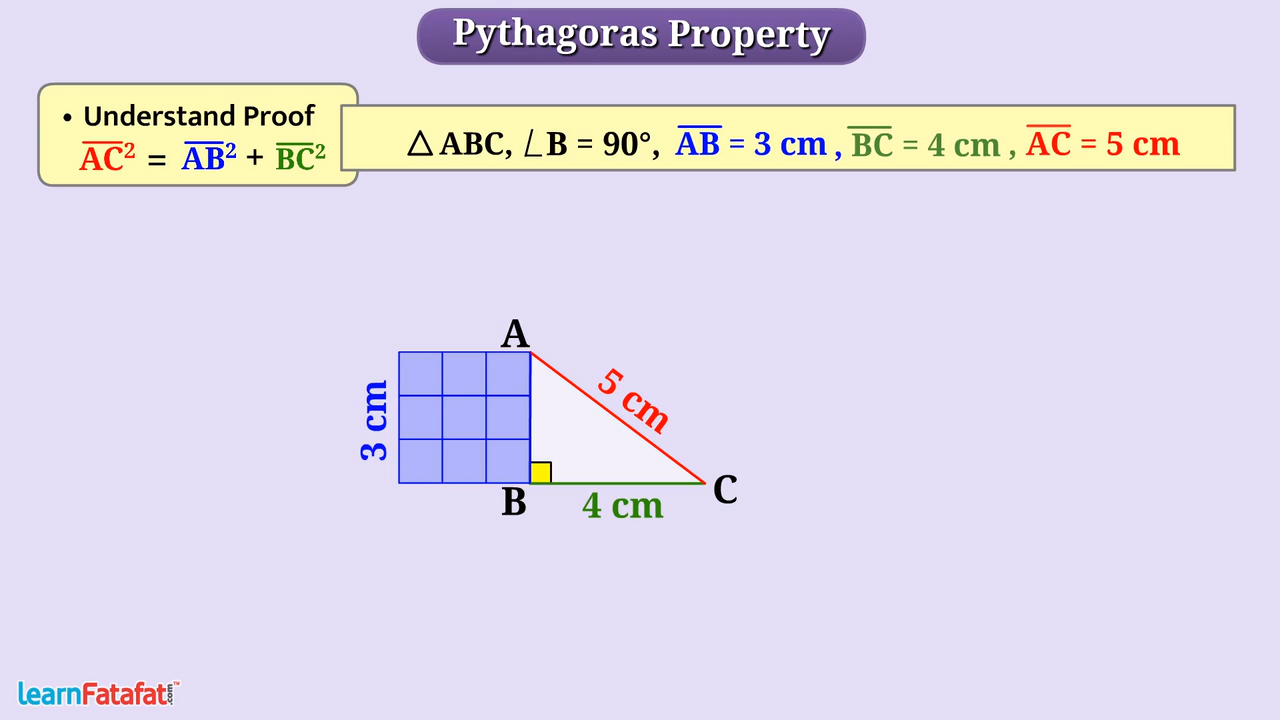 Pythagoras Property
• Understand Proof
AC² = AB² + BC²
△ABC, ∠B = 90°, AB = 3 cm, BC = 4 cm, AC = 5 cm
A
3 cm
5 cm
B
4 cm
C
learnFatafat.com™